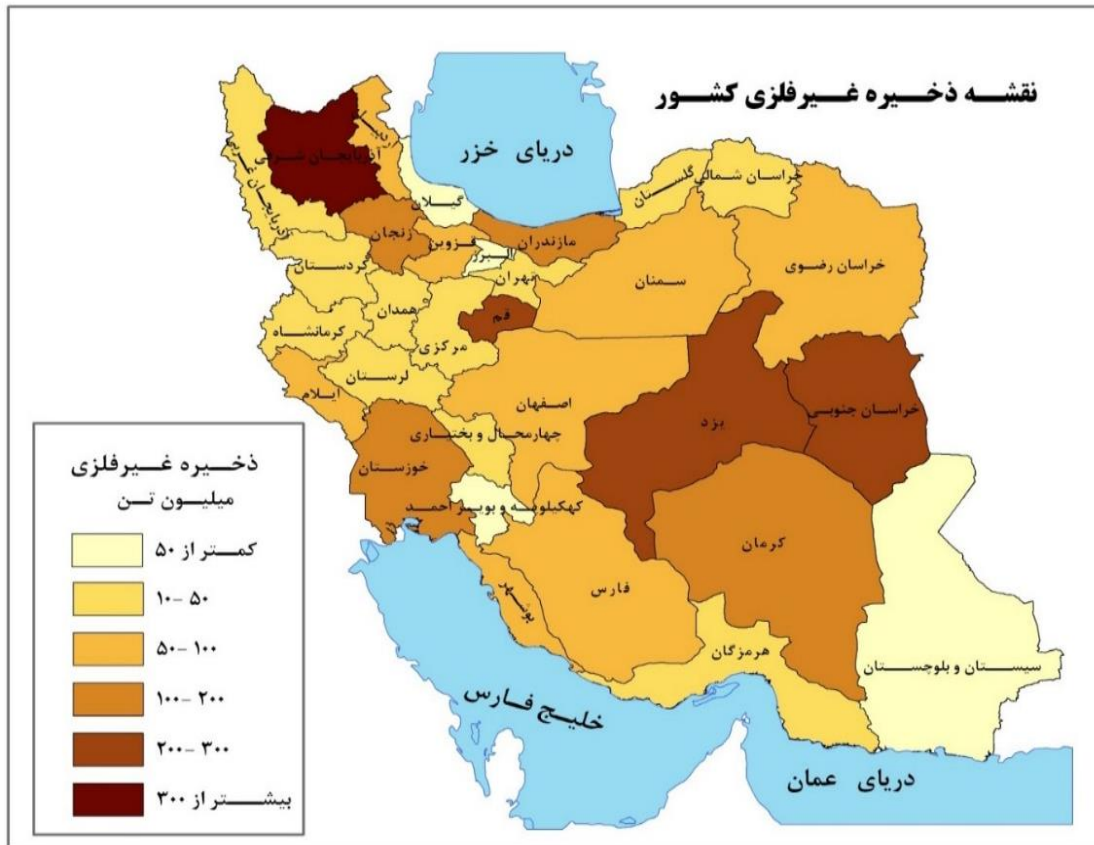 نقشه ذخیره غیرفلزی کشور
دریای خزر
اردبیل
آذربایجان شرقی
آذربایجان غربی
گیلان
گلستان
خراسان شمالی
زنجان
قزوین
البرز
مازندران
تهران
سمنان
خراسان رضوی
کردستان
همدان
قم
کرمانشاه
مرکزی
لرستان
ایلام
اصفهان
یزد
خراسان جنوبی
چهارمحال و بختیاری
خوزستان
کهکیلویه و بویر احمد
کرمان
فارس
بوشهر
هرمزگان
سیستان و بلوچستان
خلیج فارس
دریای عمان
ذخیره غیرفلزی
میلیون تن
کمتر از ۵۰
۱۰-۵۰
۵۰-۱۰۰
۱۰۰-۲۰۰
۲۰۰-۳۰۰
بیشتر از ۳۰۰